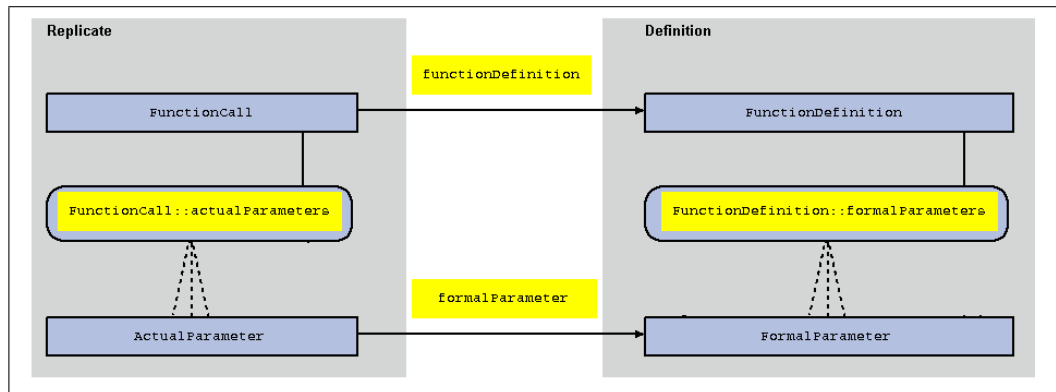 Replicate
Definition
functionDefinition
FunctionCall
FunctionDefinition
FunctionCall::actualParameters
FunctionDefinition::formalParameters
formalParameter
ActualParameter
FormalParameter